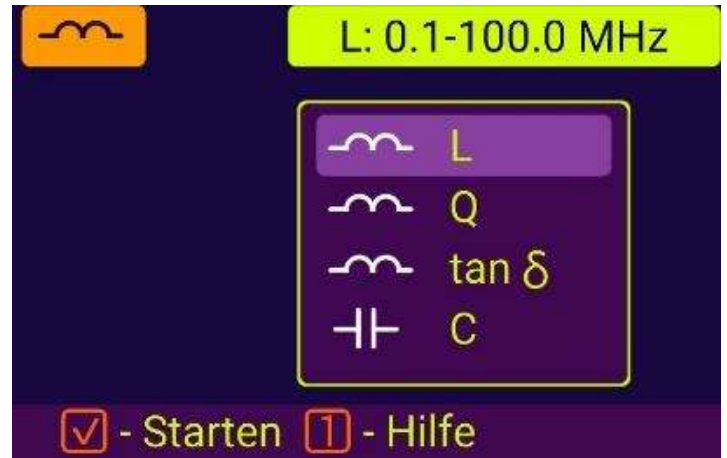 L: 0.1-100.0 MHz
L
Q
tan δ
C
✓ - Starten 1 - Hilfe